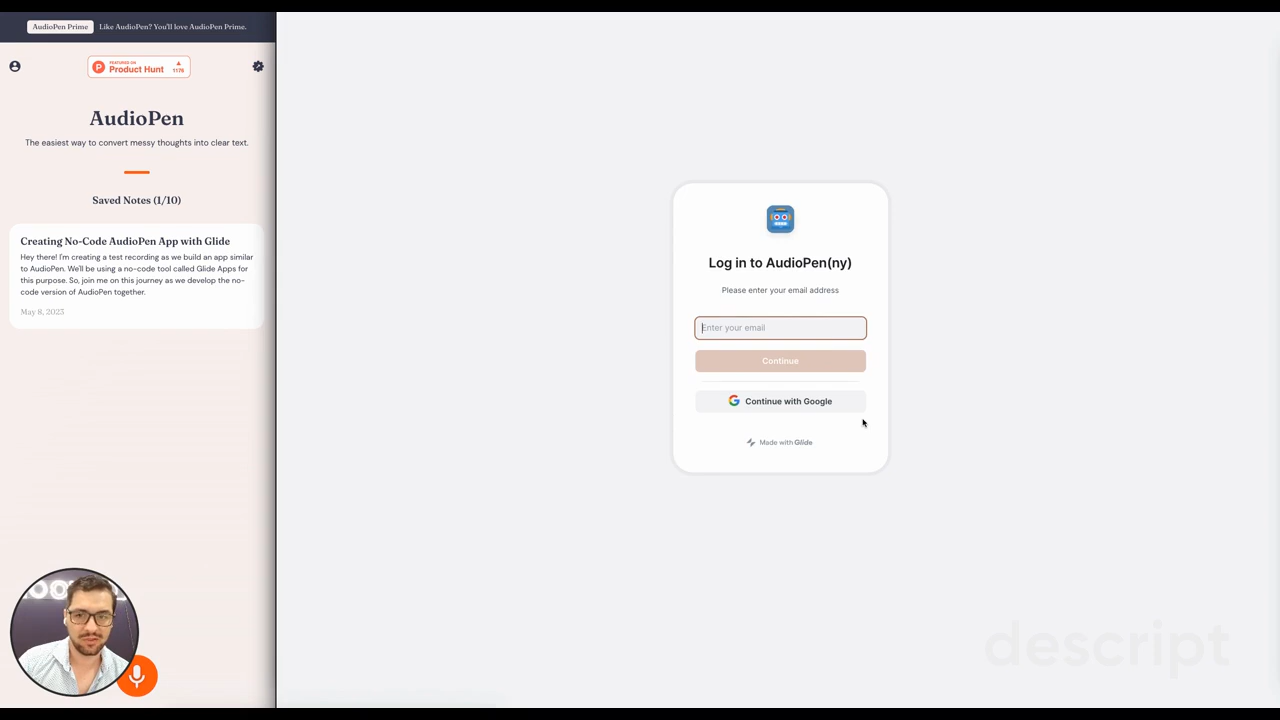 AudioPen Prime Like AudioPen? You'll love AudioPen Prime.
FEATURED ON
Product Hunt
1176
AudioPen
The easiest way to convert messy thoughts into clear text.
Saved Notes (1/10)
Creating No-Code AudioPen App with Glide
Hey there! I'm creating a test recording as we build an app similar
to AudioPen. We'll be using a no-code tool called Glide Apps for
this purpose. So, join me on this journey as we develop the no-
code version of AudioPen together.
May 8, 2023
Log in to AudioPen(ny)
Please enter your email address
Enter your email
Continue
Continue with Google
Made with Glide
descript